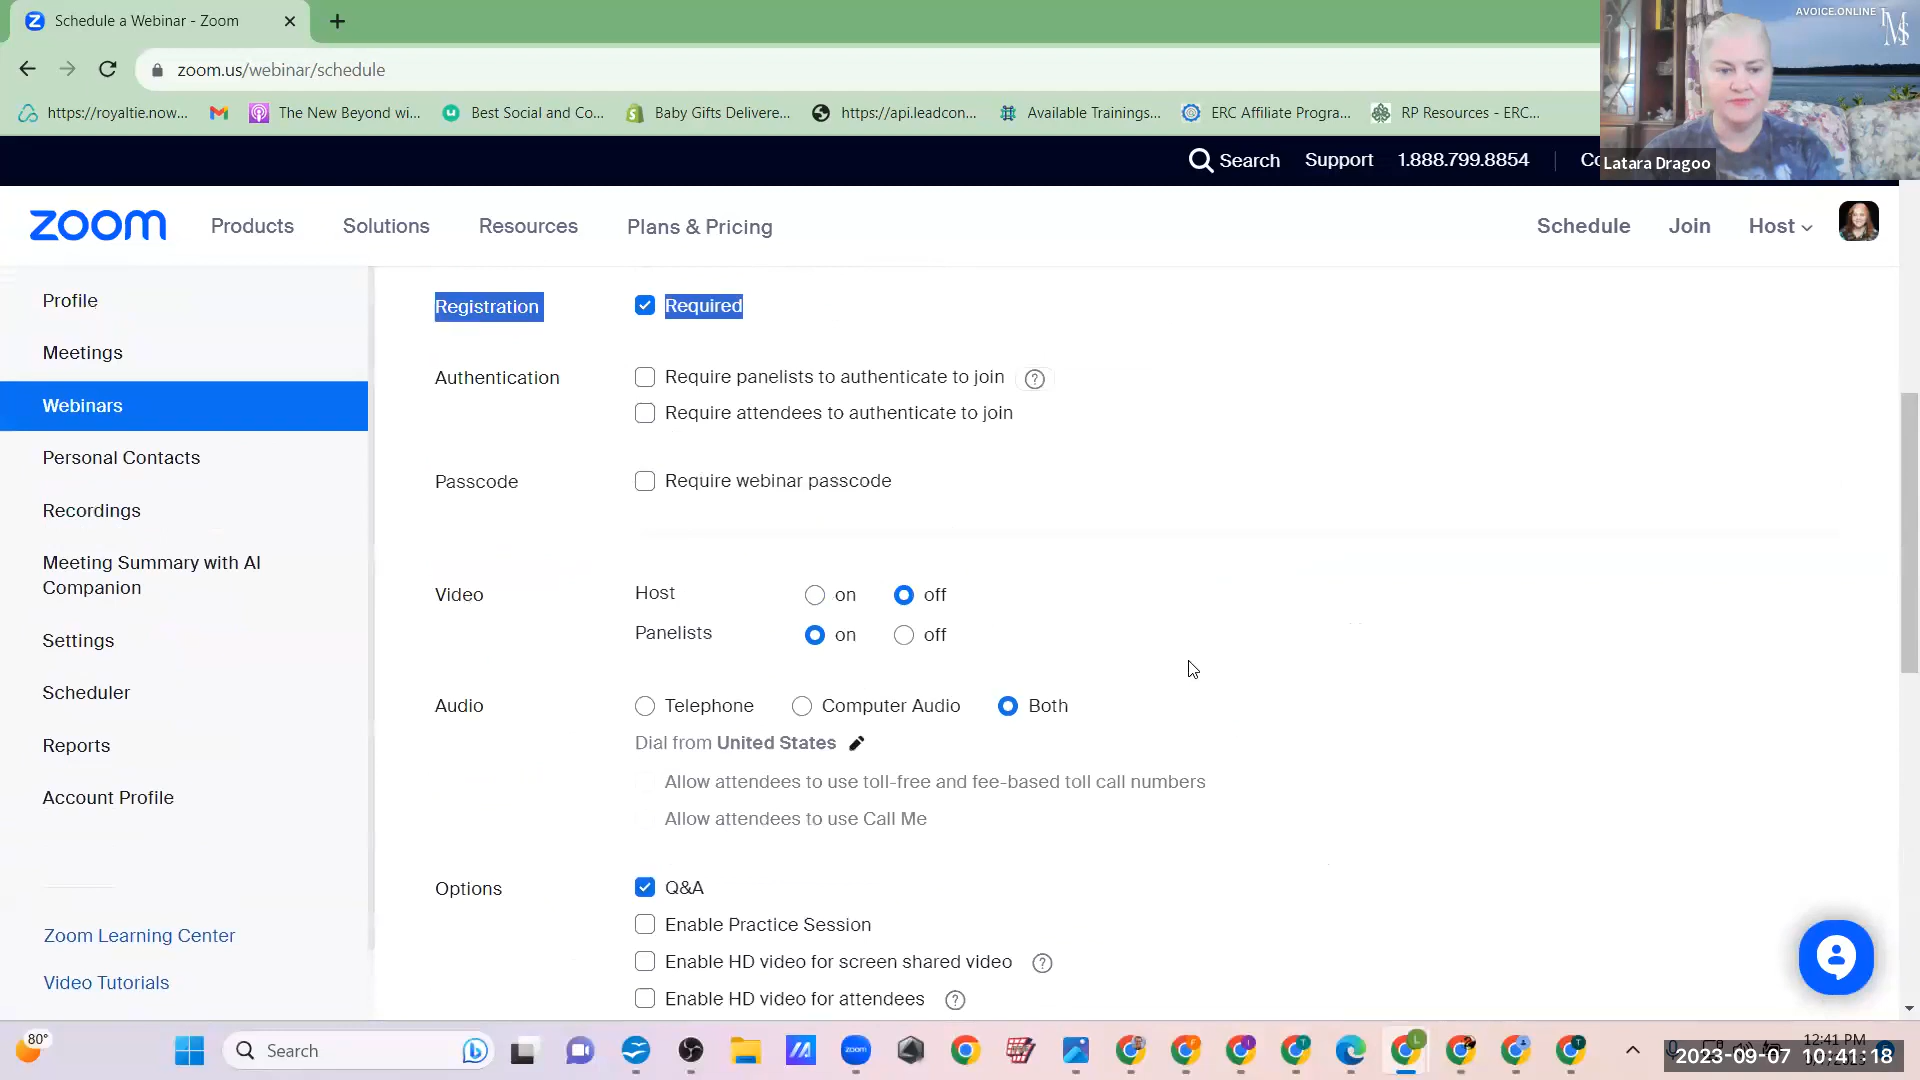 Schedule a Webinar - Zoom
AVOICE.ONLINE
zoom.us/webinar/schedule
https://royaltie.now...
The New Beyond wi...
Best Social and Co...
Baby Gifts Delivere...
https://api.leadcon...
Available Trainings...
ERC Affiliate Progra...
RP Resources - ERC...
Search
Support
1.888.799.8854
Latara Dragoo
zoom
Products
Solutions
Resources
Plans & Pricing
Schedule
Join
Host
Profile
Meetings
Webinars
Personal Contacts
Recordings
Meeting Summary with AI
Companion
Settings
Scheduler
Reports
Account Profile
Zoom Learning Center
Video Tutorials
Registration
Required
Authentication
Require panelists to authenticate to join
Require attendees to authenticate to join
Passcode
Require webinar passcode
Video
Host
on
off
Panelists
on
off
Audio
Telephone
Computer Audio
Both
Dial from United States
Allow attendees to use toll-free and fee-based toll call numbers
Allow attendees to use Call Me
Options
Q&A
Enable Practice Session
Enable HD video for screen shared video
Enable HD video for attendees
80°
Search
zoom
12:41 PM
2023-09-07 10:41:18